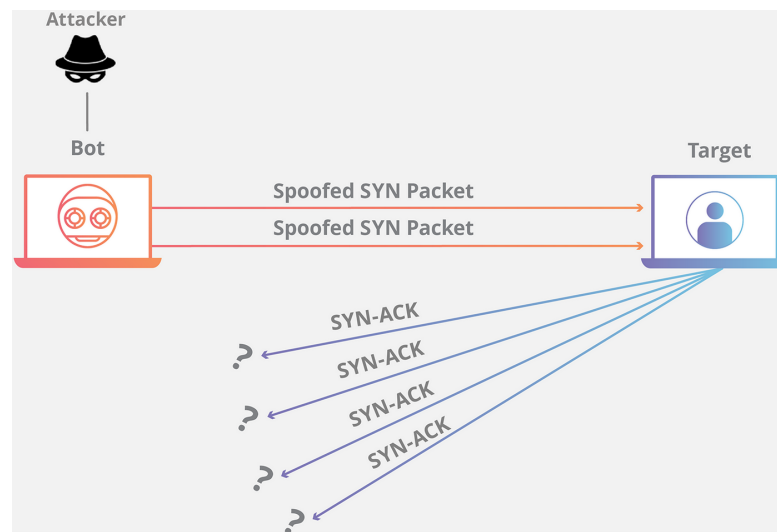 Attacker
Bot
Target
Spoofed SYN Packet
Spoofed SYN Packet
SYN-ACK
?
SYN-ACK
?
SYN-ACK
?
SYN-ACK
?